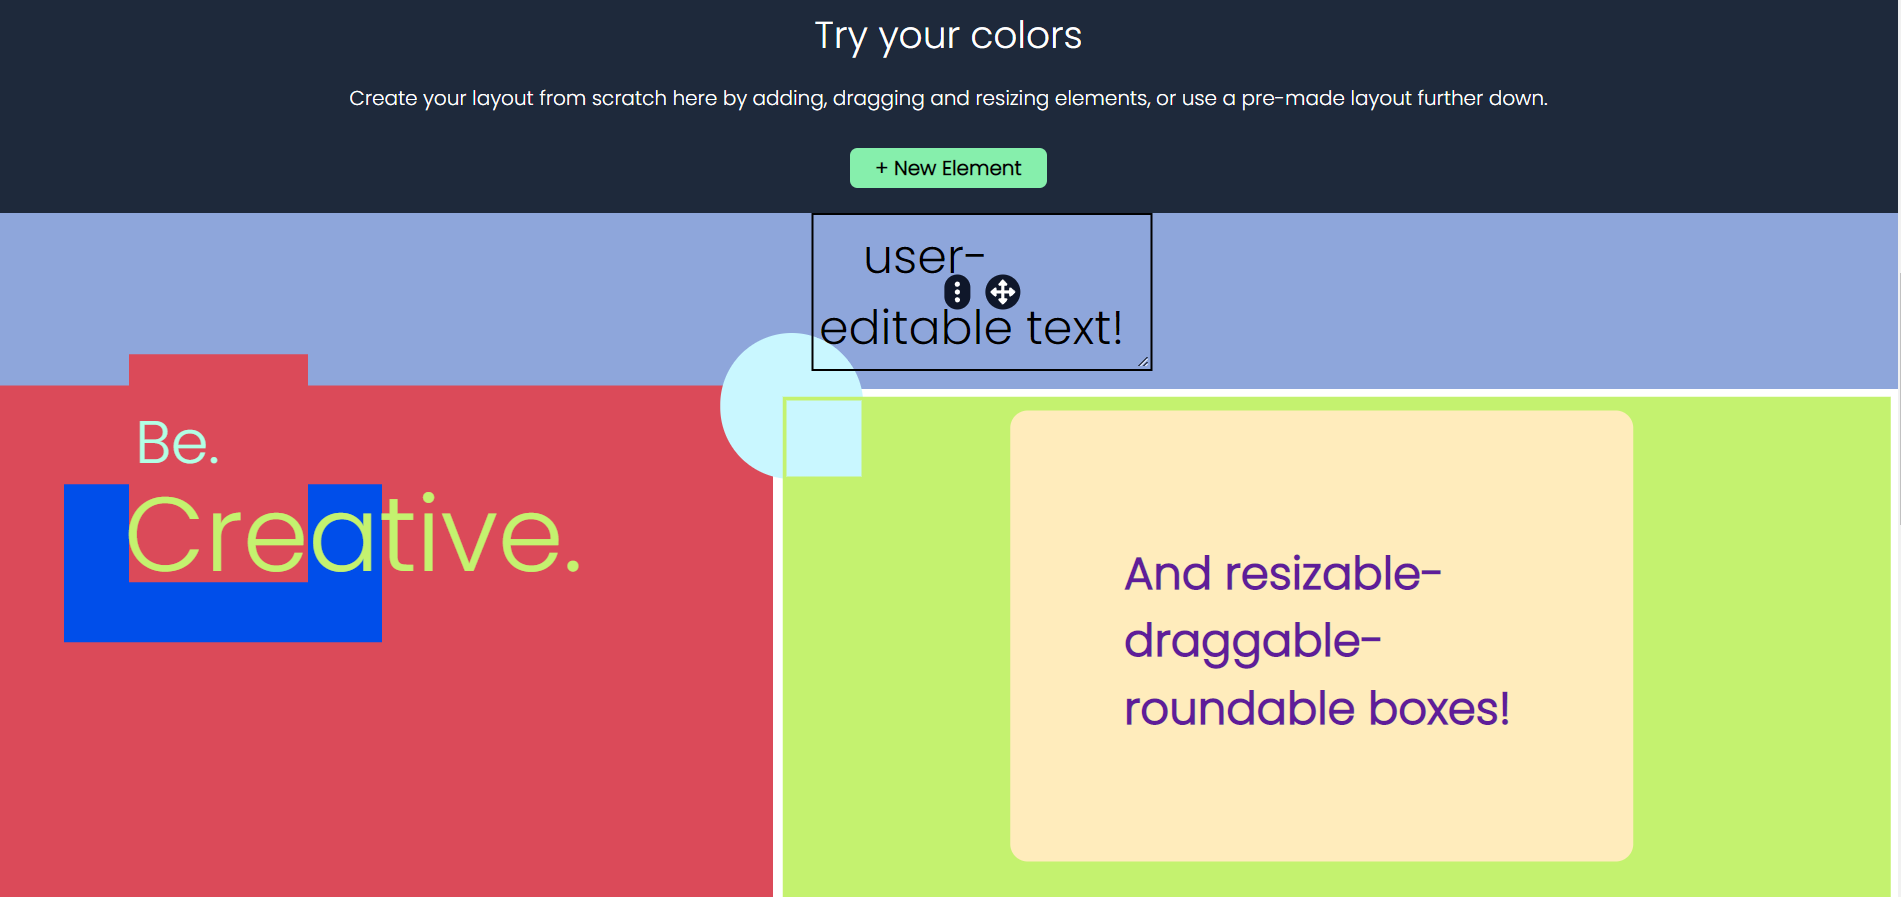 Try your colors
Create your layout from scratch here by adding, dragging and resizing elements, or use a pre-made layout further down.
+ New Element
user-
editable text!
Be.
Creative.
And resizable-
draggable-
roundable boxes!